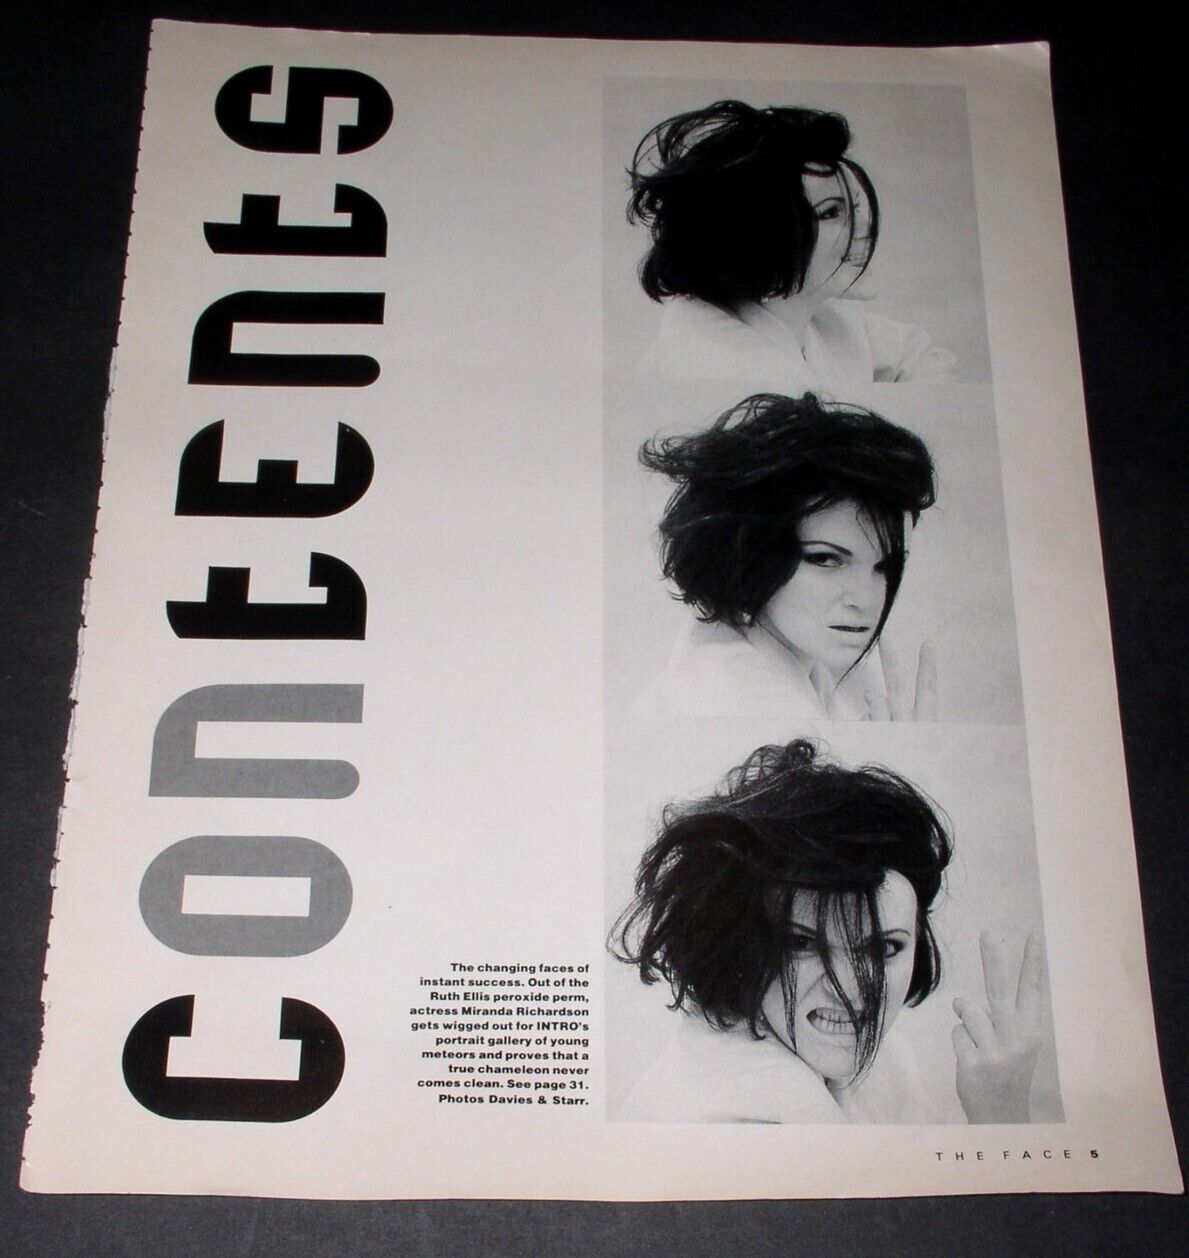 CONTENTS
The changing faces of
instant success. Out of the
Ruth Ellis peroxide perm,
actress Miranda Richardson
gets wigged out for INTRO's
portrait gallery of young
meteors and proves that a
true chameleon never
comes clean. See page 31.
Photos Davies & Starr.
THE FACE 5